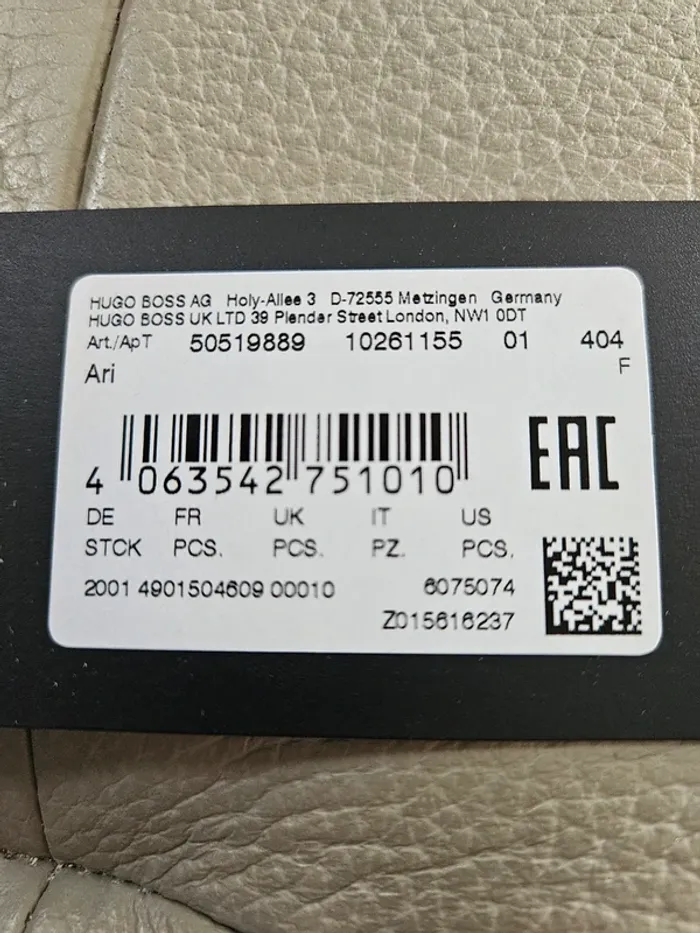 HUGO BOSS AG Holy-Allee 3 D-72555 Metzingen Germany
HUGO BOSS UK LTD 39 Plender Street London, NW1 0DT
Art./ApT 50519889 10261155 01 404
Ari F
EAC
4 063542 751010
DE FR UK IT US
STCK PCS. PCS. PZ. PCS.
2001 4901504609 00010 6075074
Z015616237